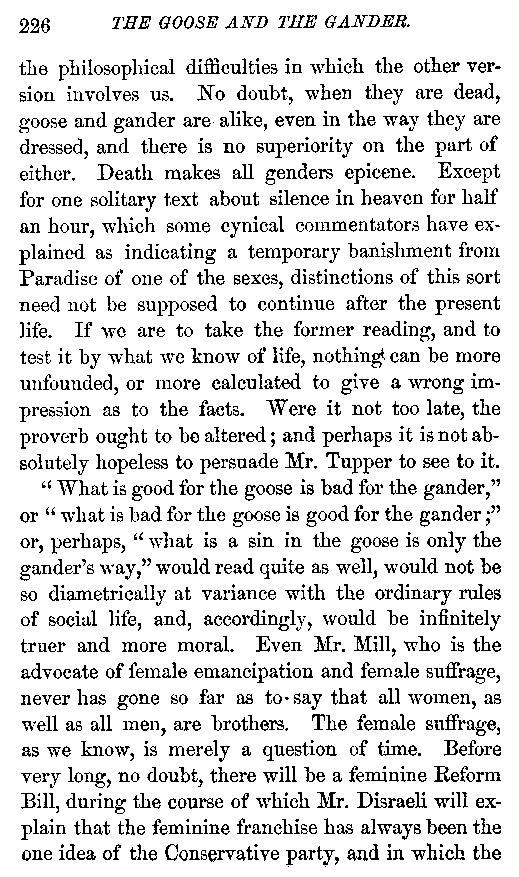 226 THE GOOSE AND THE GANDER.
the philosophical difficulties in which the other ver-
sion involves us. No doubt, when they are dead,
goose and gander are alike, even in the way they are
dressed, and there is no superiority on the part of
either. Death makes all genders epicene. Except
for one solitary text about silence in heaven for half
an hour, which some cynical commentators have ex-
plained as indicating a temporary banishment from
Paradise of one of the sexes, distinctions of this sort
need not be supposed to continue after the present
life. If we are to take the former reading, and to
test it by what we know of life, nothing can be more
unfounded, or more calculated to give a wrong im-
pression as to the facts. Were it not too late, the
proverb ought to be altered; and perhaps it is not ab-
solutely hopeless to persuade Mr. Tupper to see to it.
"What is good for the goose is bad for the gander,"
or "what is bad for the goose is good for the gander;"
or, perhaps, "what is a sin in the goose is only the
gander's way," would read quite as well, would not be
so diametrically at variance with the ordinary rules
of social life, and, accordingly, would be infinitely
truer and more moral. Even Mr. Mill, who is the
advocate of female emancipation and female suffrage,
never has gone so far as to say that all women, as
well as all men, are brothers. The female suffrage,
as we know, is merely a question of time. Before
very long, no doubt, there will be a feminine Reform
Bill, during the course of which Mr. Disraeli will ex-
plain that the feminine franchise has always been the
one idea of the Conservative party, and in which the